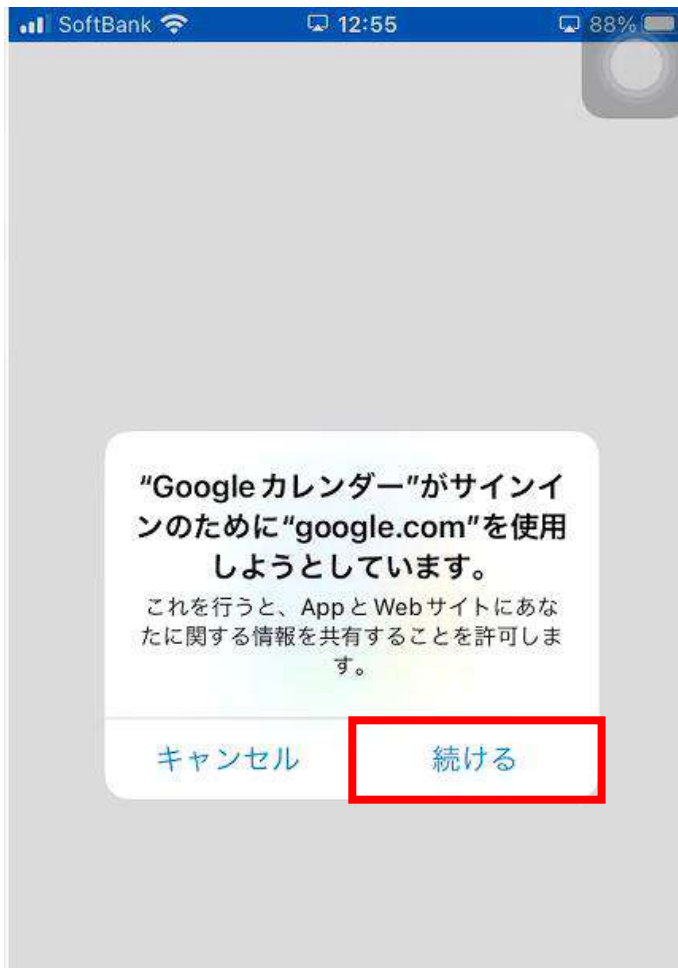 SoftBank 12:55 88%
“Googleカレンダー”がサインイ
ンのために“google.com”を使用
しようとしています。
これを行うと、AppとWebサイトにあな
たに関する情報を共有することを許可しま
す。
キャンセル 続ける